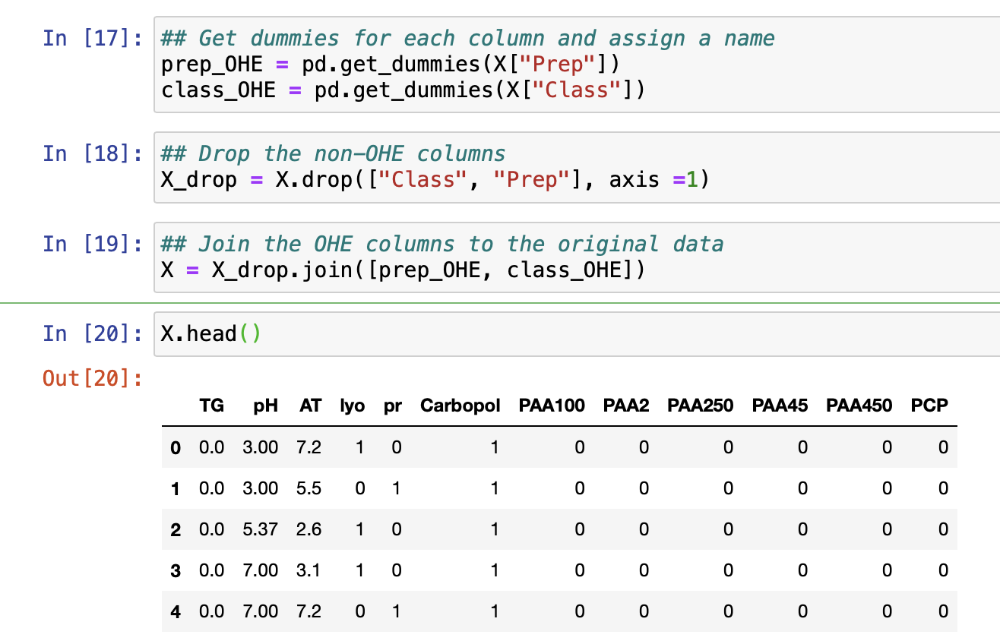 In [17]: ## Get dummies for each column and assign a name
prep_OHE = pd.get_dummies(X["Prep"])
class_OHE = pd.get_dummies(X["Class"])
In [18]: ## Drop the non-OHE columns
X_drop = X.drop(["Class", "Prep"], axis =1)
In [19]: ## Join the OHE columns to the original data
X = X_drop.join([prep_OHE, class_OHE])
In [20]: X.head()
Out[20]:
TG pH AT lyo pr Carbopol PAA100 PAA2 PAA250 PAA45 PAA450 PCP
0 0.0 3.00 7.2 1 0 1 0 0 0 0 0 0
1 0.0 3.00 5.5 0 1 1 0 0 0 0 0 0
2 0.0 5.37 2.6 1 0 1 0 0 0 0 0 0
3 0.0 7.00 3.1 1 0 1 0 0 0 0 0 0
4 0.0 7.00 7.2 0 1 1 0 0 0 0 0 0